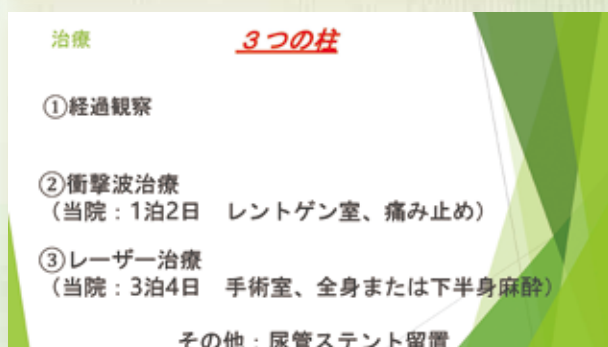 治療
３つの柱
①経過観察
②衝撃波治療
（当院：1泊2日　レントゲン室、痛み止め）
③レーザー治療
（当院：3泊4日　手術室、全身または下半身麻酔）
その他：尿管ステント留置